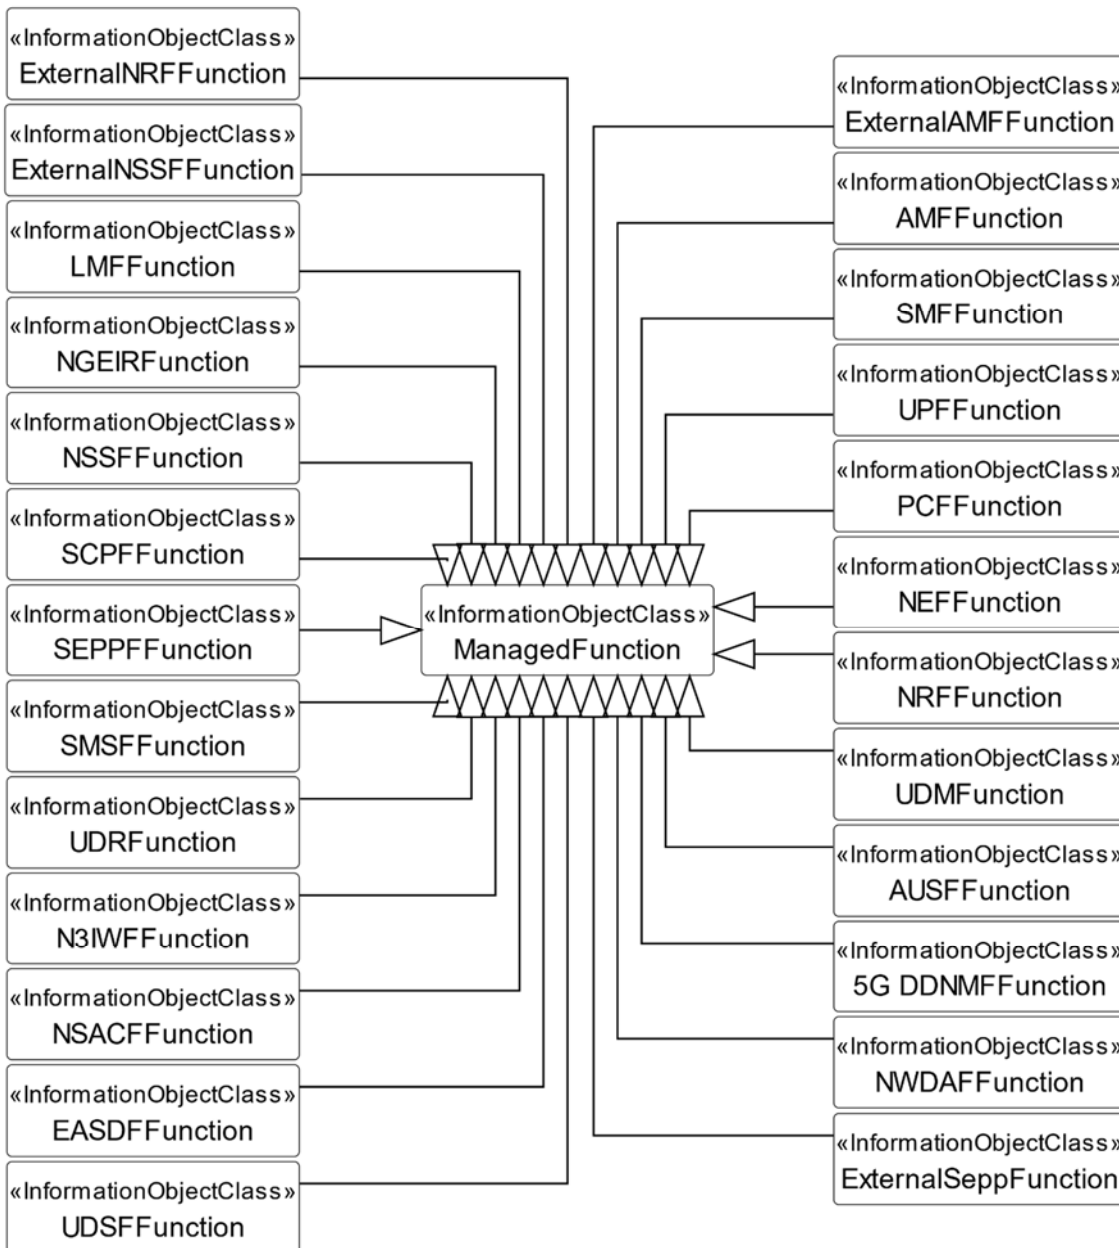 «InformationObjectClass»
ExternalNRFFunction
«InformationObjectClass»
ExternalNSSFFunction
«InformationObjectClass»
LMFFunction
«InformationObjectClass»
NGEIRFunction
«InformationObjectClass»
NSSFFunction
«InformationObjectClass»
SCPFFunction
«InformationObjectClass»
SEPPFFunction
«InformationObjectClass»
SMSFFunction
«InformationObjectClass»
UDRFunction
«InformationObjectClass»
N3IWFFunction
«InformationObjectClass»
NSACFFunction
«InformationObjectClass»
EASDFFunction
«InformationObjectClass»
UDSFFunction
«InformationObjectClass»
ManagedFunction
«InformationObjectClass»
ExternalAMFFunction
«InformationObjectClass»
AMFFunction
«InformationObjectClass»
SMFFunction
«InformationObjectClass»
UPFFunction
«InformationObjectClass»
PCFFunction
«InformationObjectClass»
NEFFunction
«InformationObjectClass»
NRFFunction
«InformationObjectClass»
UDMFunction
«InformationObjectClass»
AUSFFunction
«InformationObjectClass»
5G DDNMFFunction
«InformationObjectClass»
NWDAFFunction
«InformationObjectClass»
ExternalSeppFunction